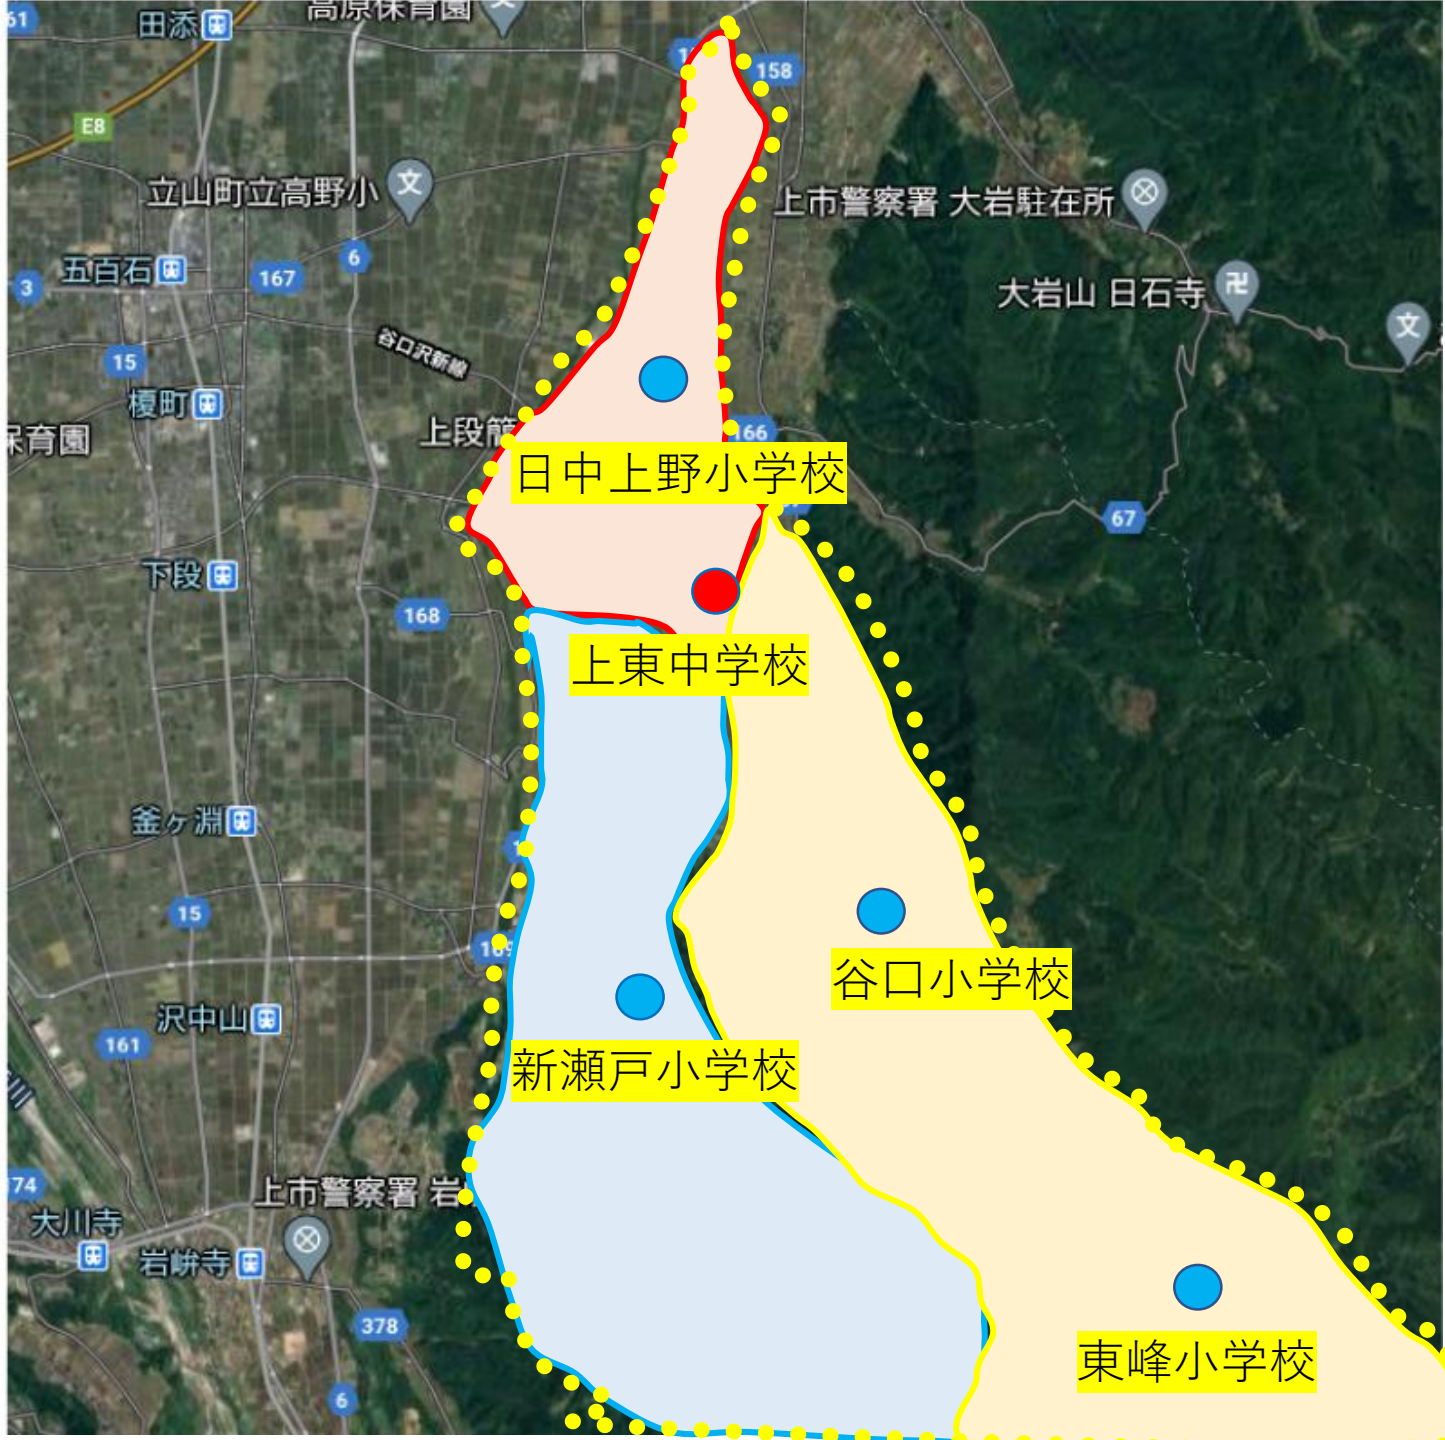 61
田添
高原保育園
158
E8
立山町立高野小
上市警察署 大岩駐在所
五百石
167
6
3
大岩山 日石寺
谷口沢新線
15
榎町
保育園
上段簡
166
日中上野小学校
67
下段
168
上東中学校
釜ヶ淵
15
169
谷口小学校
沢中山
161
新瀬戸小学校
174
上市警察署 岩
大川寺
岩峅寺
378
東峰小学校
6